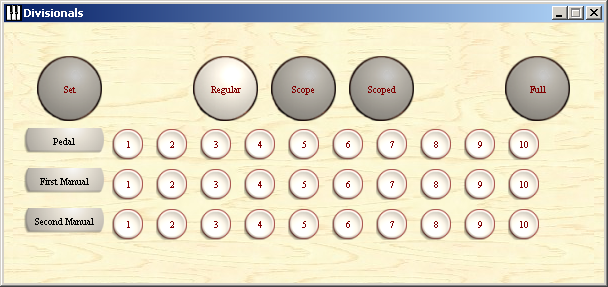 Divisionals
Set Regular Scope Scoped Full
Pedal 1 2 3 4 5 6 7 8 9 10
First Manual 1 2 3 4 5 6 7 8 9 10
Second Manual 1 2 3 4 5 6 7 8 9 10